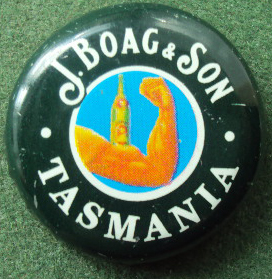 J. BOAG & SON
• TASMANIA •